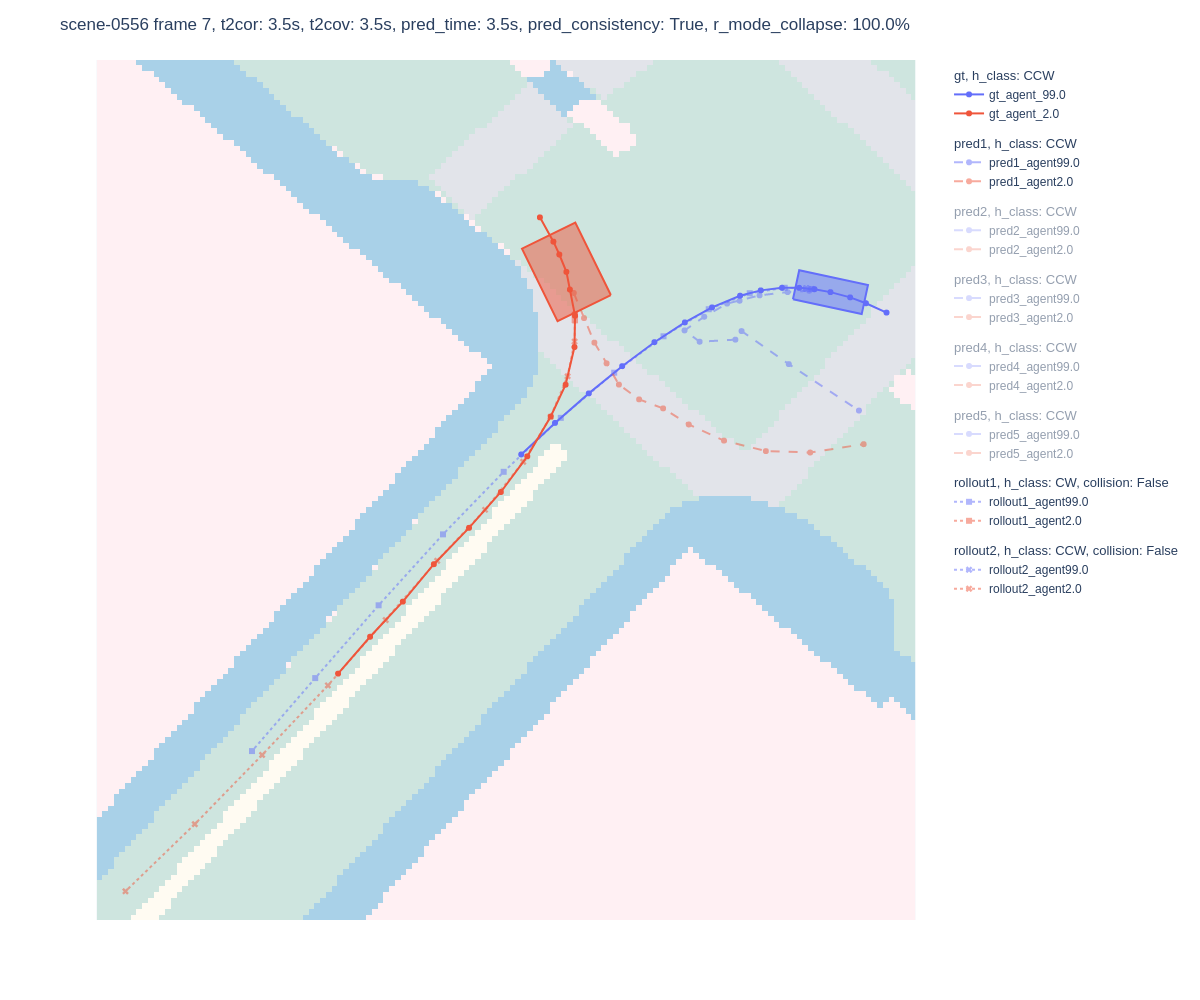 scene-0556 frame 7, t2cor: 3.5s, t2cov: 3.5s, pred_time: 3.5s, pred_consistency: True, r_mode_collapse: 100.0%
gt, h_class: CCW
gt_agent_99.0
gt_agent_2.0
pred1, h_class: CCW
pred1_agent99.0
pred1_agent2.0
pred2, h_class: CCW
pred2_agent99.0
pred2_agent2.0
pred3, h_class: CCW
pred3_agent99.0
pred3_agent2.0
pred4, h_class: CCW
pred4_agent99.0
pred4_agent2.0
pred5, h_class: CCW
pred5_agent99.0
pred5_agent2.0
rollout1, h_class: CW, collision: False
rollout1_agent99.0
rollout1_agent2.0
rollout2, h_class: CCW, collision: False
rollout2_agent99.0
rollout2_agent2.0